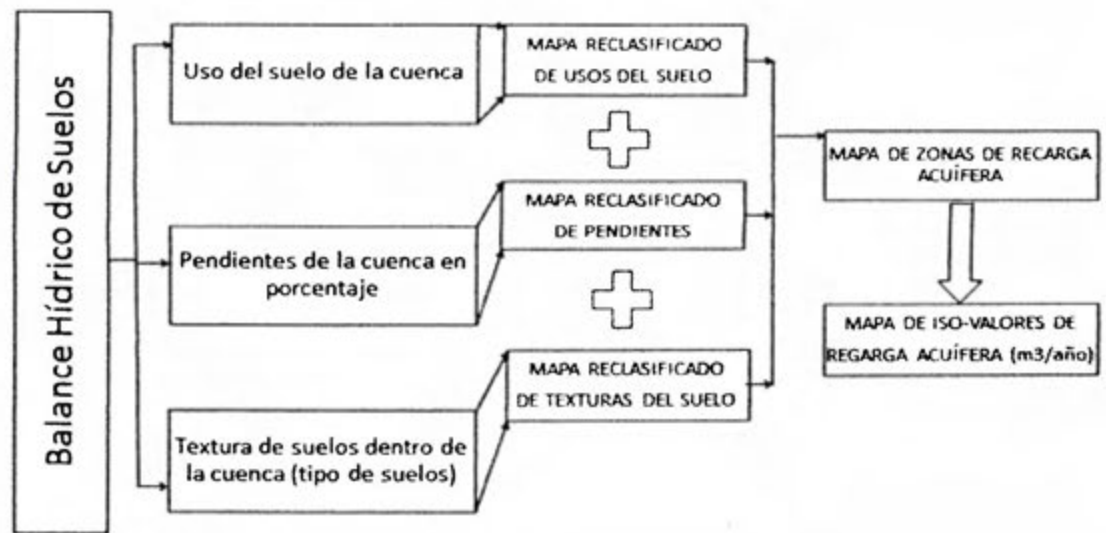 Balance Hídrico de Suelos
Uso del suelo de la cuenca
MAPA RECLASIFICADO
DE USOS DEL SUELO
Pendientes de la cuenca en
porcentaje
MAPA RECLASIFICADO
DE PENDIENTES
Textura de suelos dentro de
la cuenca (tipo de suelos)
MAPA RECLASIFICADO
DE TEXTURAS DEL SUELO
MAPA DE ZONAS DE RECARGA
ACUÍFERA
MAPA DE ISO-VALORES DE
REGARGA ACUÍFERA (m3/año)